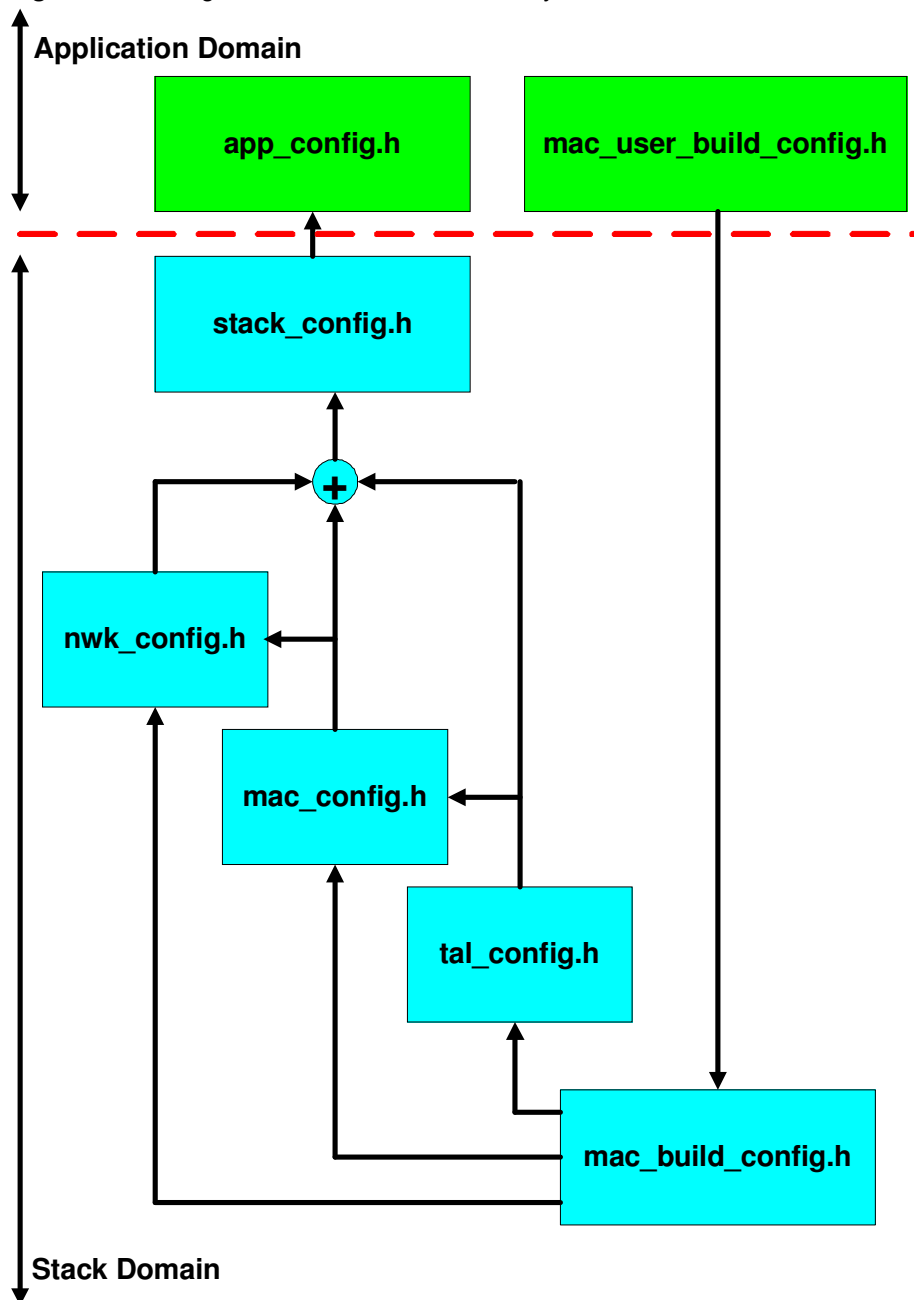 Application Domain
app_config.h
mac_user_build_config.h
stack_config.h
+
nwk_config.h
mac_config.h
tal_config.h
mac_build_config.h
Stack Domain